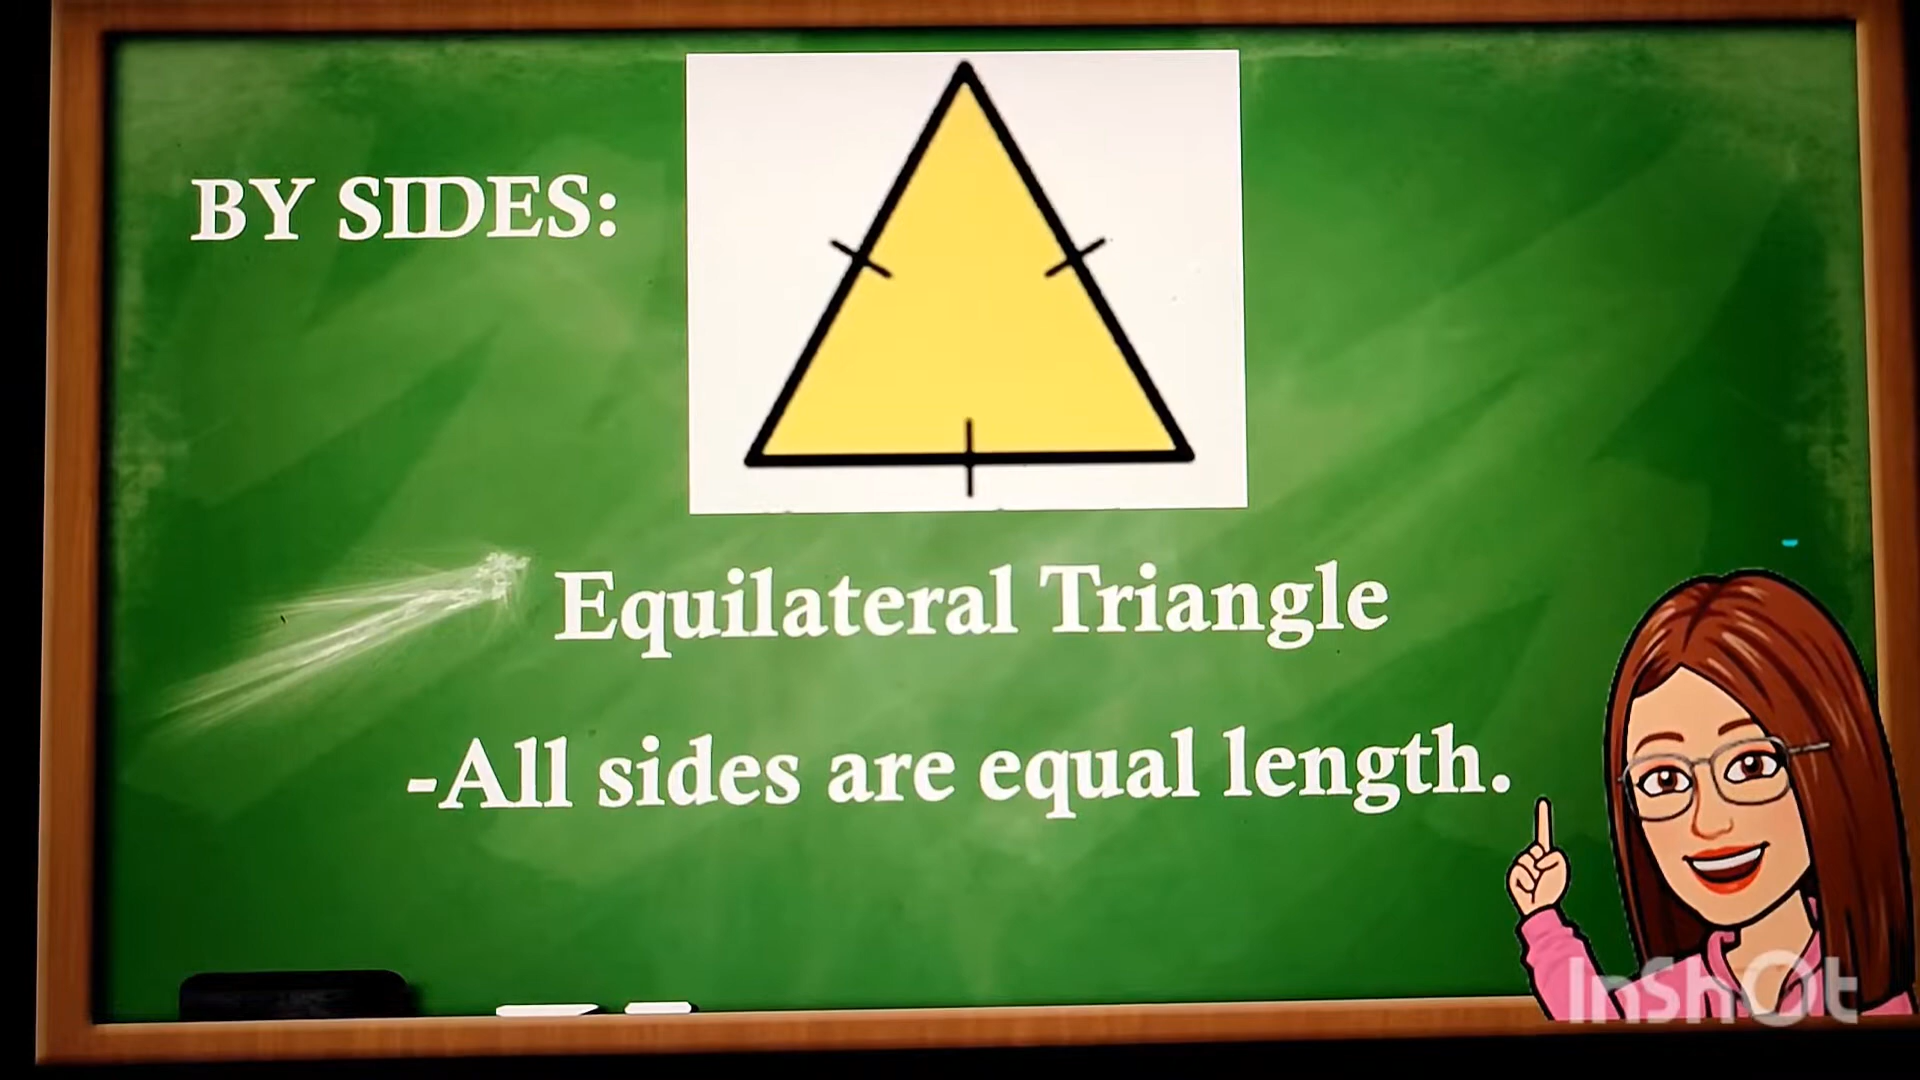 BY SIDES:
Equilateral Triangle
-All sides are equal length.
InShOt